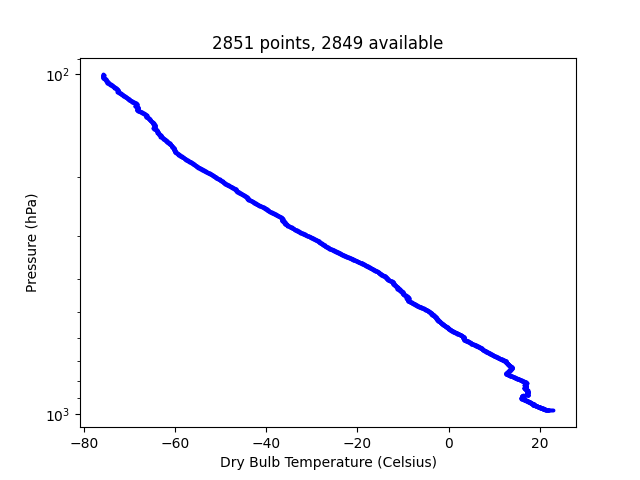 2851 points, 2849 available
10²
10³
Pressure (hPa)
−80 −60 −40 −20 0 20
Dry Bulb Temperature (Celsius)